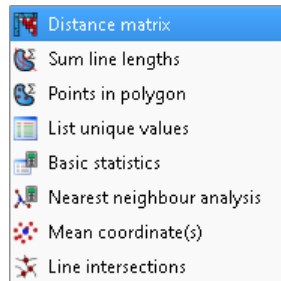 Distance matrix
Sum line lengths
Points in polygon
List unique values
Basic statistics
Nearest neighbour analysis
Mean coordinate(s)
Line intersections